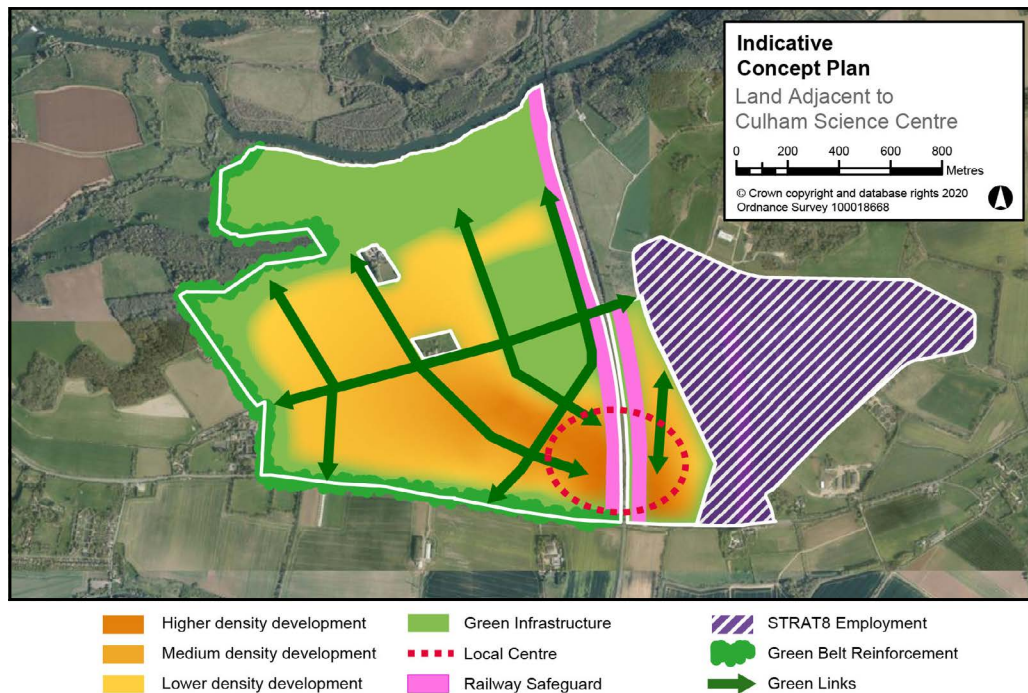 Indicative
Concept Plan
Land Adjacent to
Culham Science Centre
0 200 400 600 800
Metres
© Crown copyright and database rights 2020
Ordnance Survey 100018668
Higher density development
Medium density development
Lower density development
Green Infrastructure
Local Centre
Railway Safeguard
STRAT8 Employment
Green Belt Reinforcement
Green Links